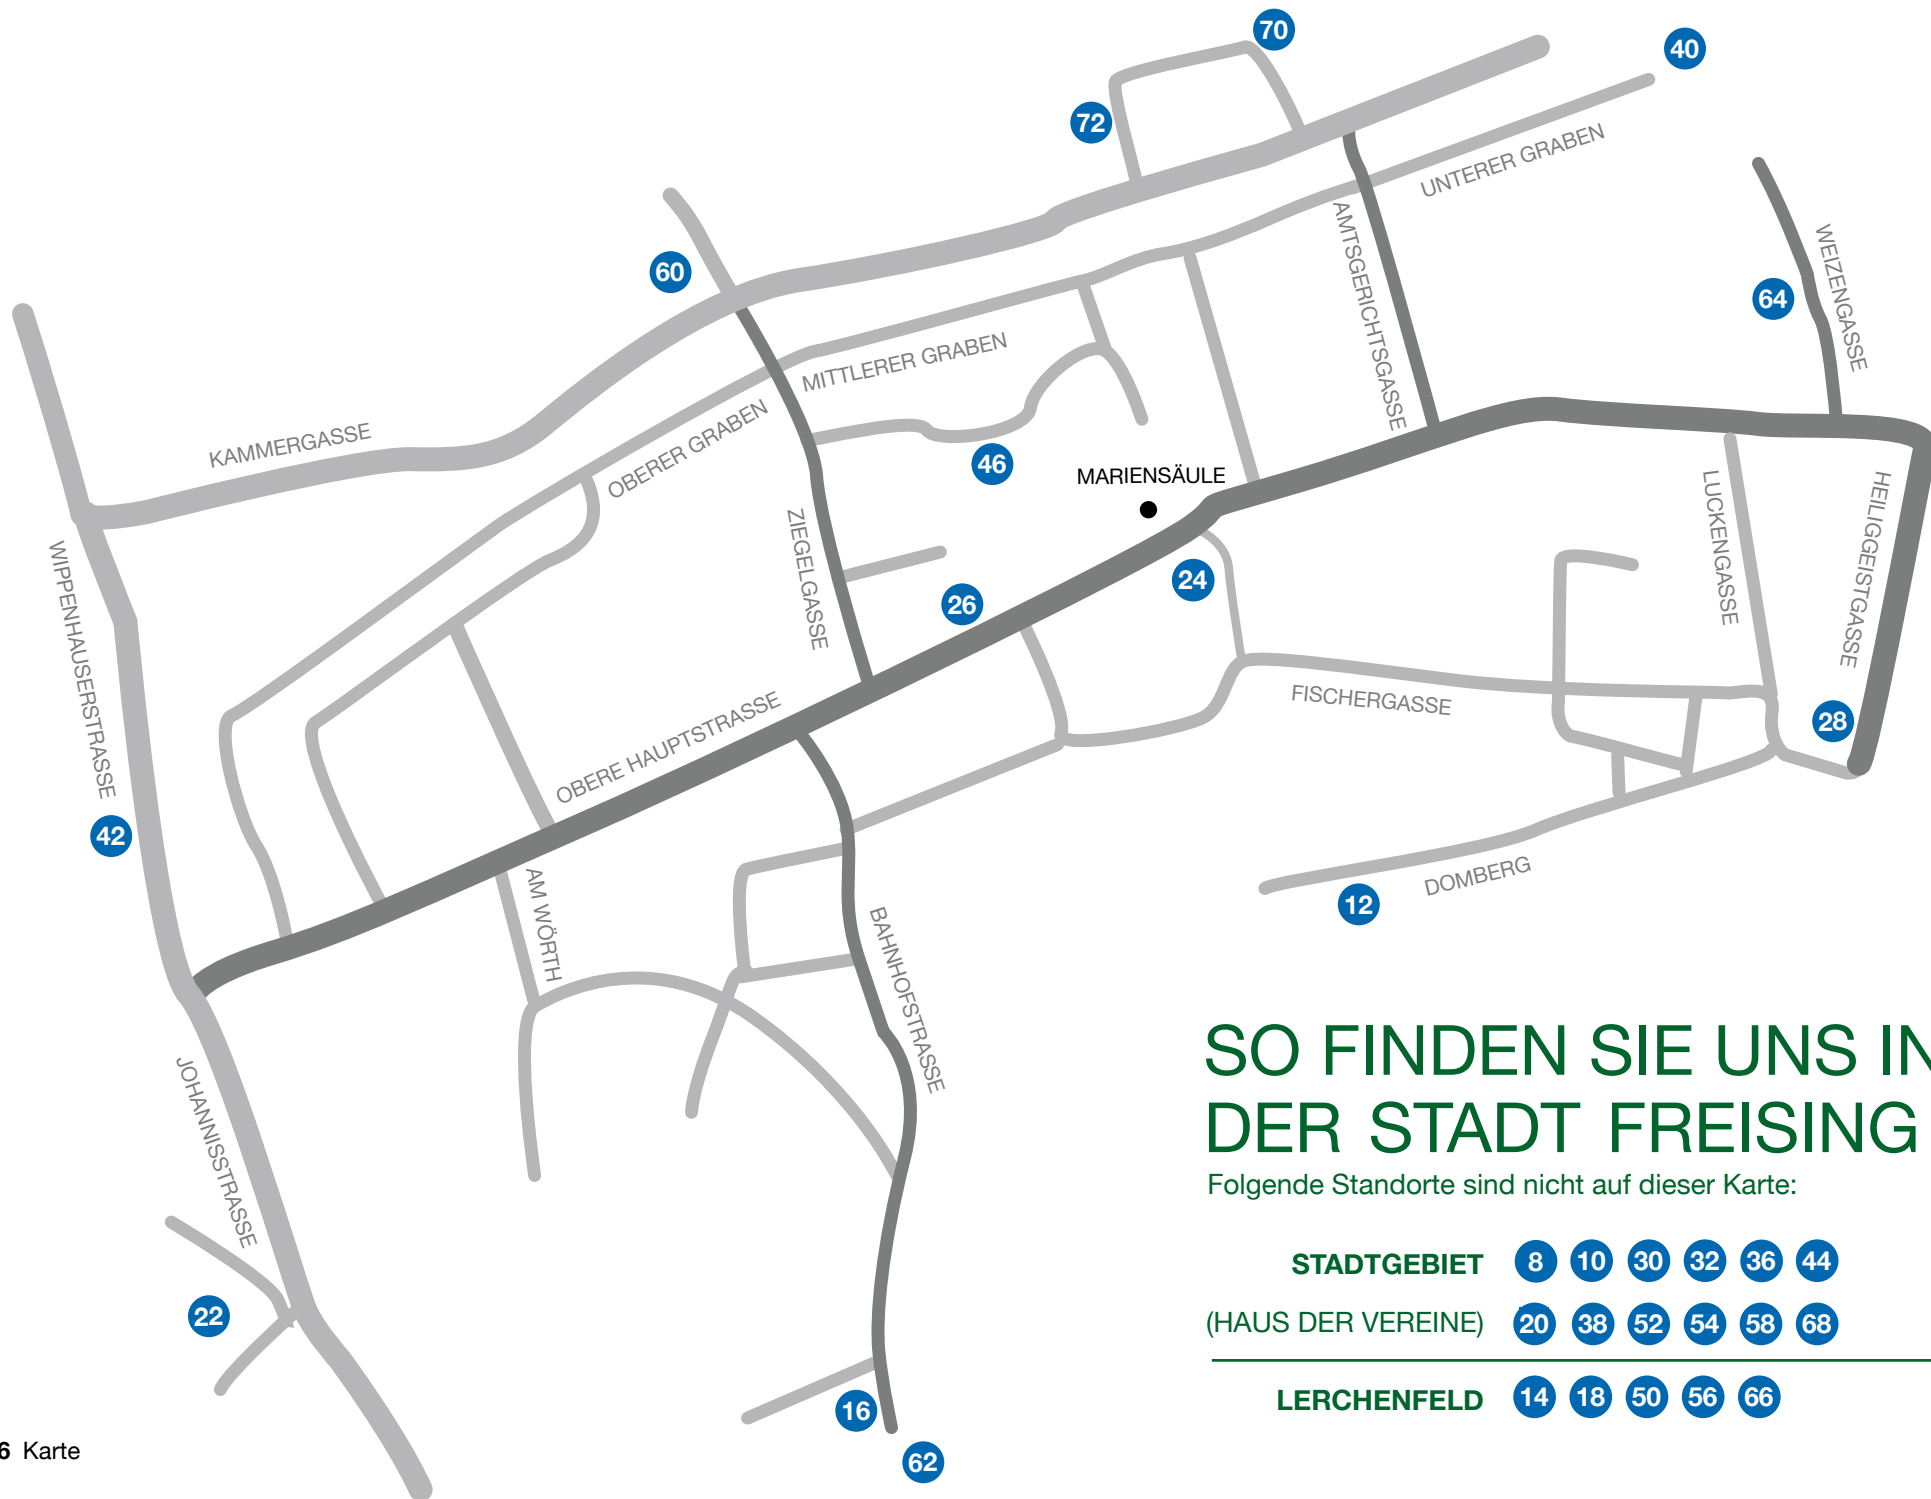 70
40
72
UNTERER GRABEN
AMTSGERICHTSGASSE
WEIZENGASSE
60
64
MITTLERER GRABEN
KAMMERGASSE
OBERER GRABEN
46
MARIENSÄULE
LUCKENGASSE
HEILIGGEISTGASSE
ZIEGELGASSE
WIPPENHAUSERSTRASSE
24
26
FISCHERGASSE
28
OBERE HAUPTSTRASSE
42
DOMBERG
12
AM WÖRTH
BAHNHOFSTRASSE
JOHANNISSTRASSE
SO FINDEN SIE UNS IN
DER STADT FREISING
Folgende Standorte sind nicht auf dieser Karte:
STADTGEBIET 8 10 30 32 36 44
(HAUS DER VEREINE) 20 38 52 54 58 68
LERCHENFELD 14 18 50 56 66
22
16
62
6 Karte